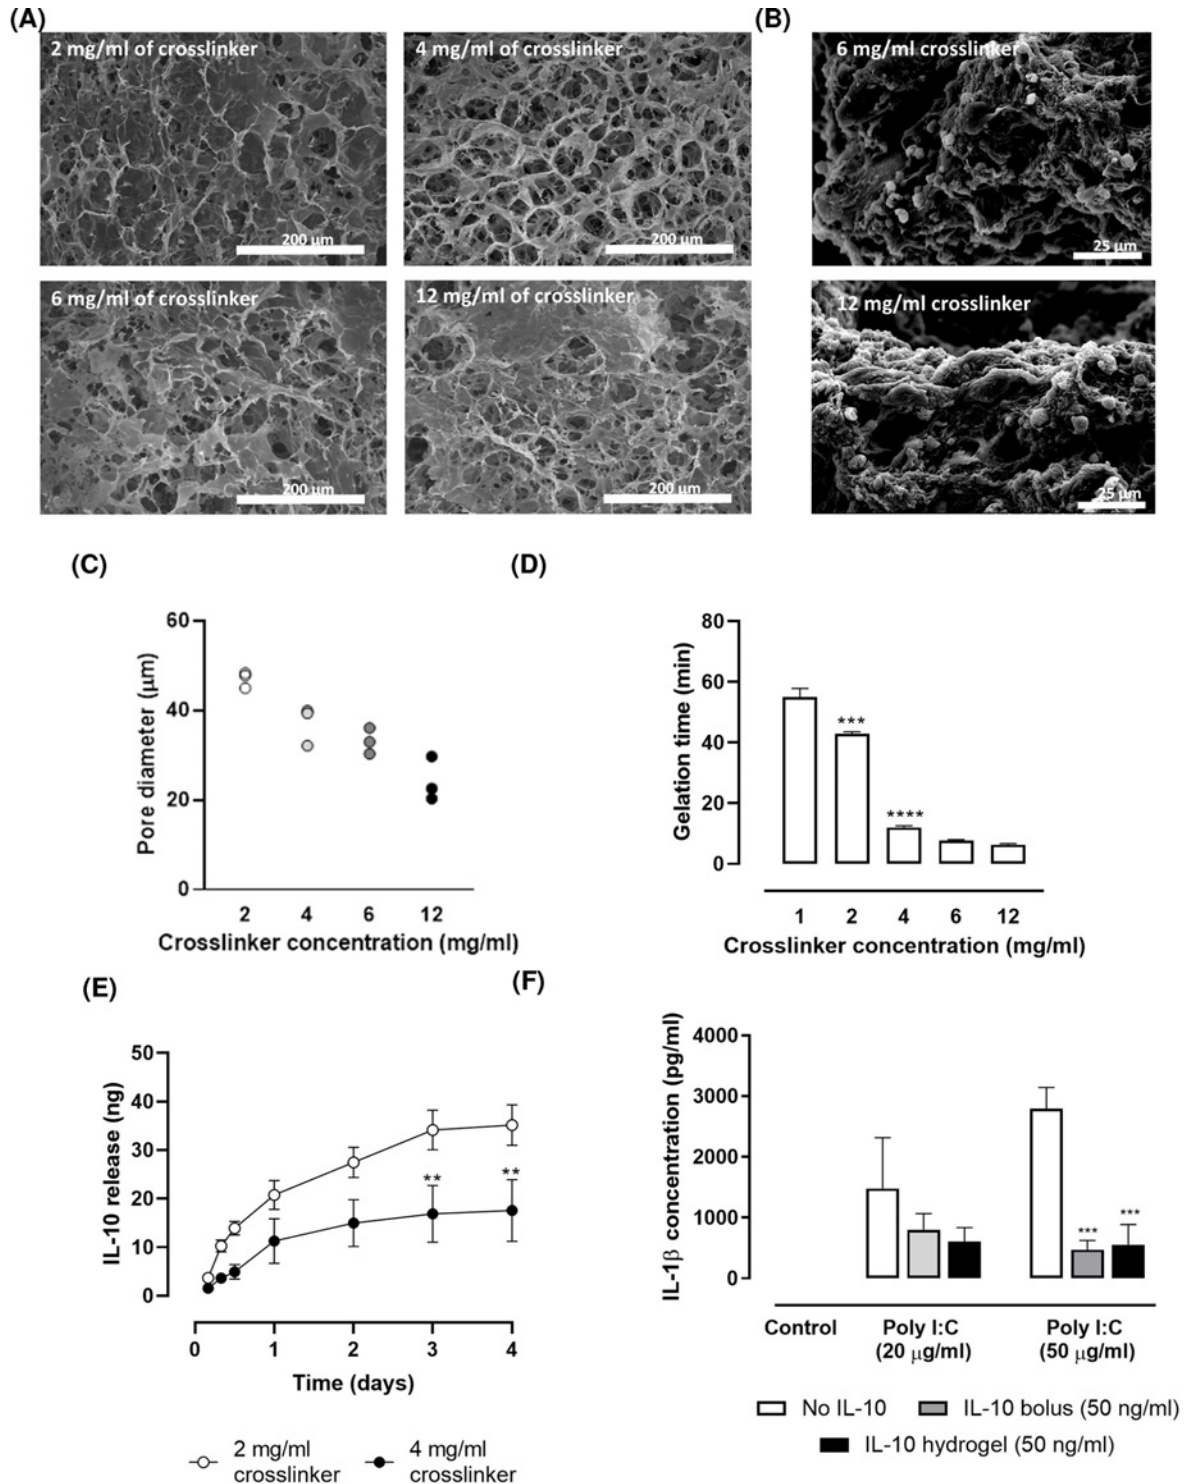 (A)
2 mg/ml of crosslinker
200 µm
4 mg/ml of crosslinker
200 µm
6 mg/ml of crosslinker
200 µm
12 mg/ml of crosslinker
200 µm
(B)
6 mg/ml crosslinker
25 µm
12 mg/ml crosslinker
25 µm
(C)
Pore diameter (µm)
60
40
20
0
2 4 6 12
Crosslinker concentration (mg/ml)
(D)
Gelation time (min)
80
60
40
20
0
***
****
1 2 4 6 12
Crosslinker concentration (mg/ml)
(E)
IL-10 release (ng)
50
40
30
20
10
0
** **
0 1 2 3 4
Time (days)
2 mg/ml
crosslinker
4 mg/ml
crosslinker
(F)
IL-1β concentration (pg/ml)
4000
3000
2000
1000
0
*** ***
Control
Poly I:C
(20 µg/ml)
Poly I:C
(50 µg/ml)
No IL-10
IL-10 bolus (50 ng/ml)
IL-10 hydrogel (50 ng/ml)